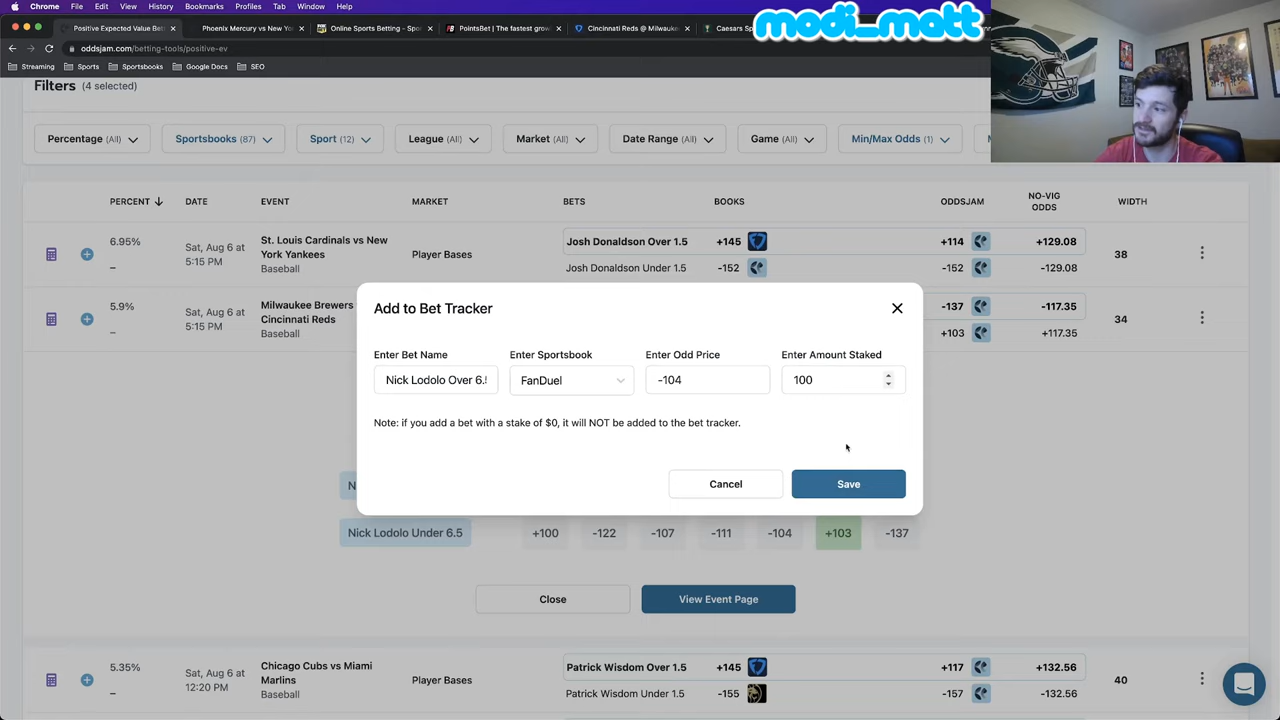 Chrome File Edit View History Bookmarks Profiles Tab Window Help
modi_matt
Positive Expected Value Be
Phoenix Mercury vs New Yo
Online Sports Betting - Sport
PointsBet | The fastest grow
Cincinnati Reds @ Milwauke
Caesars Sp
oddsjam.com/betting-tools/positive-ev
Streaming Sports Sportsbooks Google Docs SEO
Filters (4 selected)
Percentage (All) Sportsbooks (87) Sport (12) League (All) Market (All) Date Range (All) Game (All) Min/Max Odds (1)
PERCENT DATE EVENT MARKET BETS BOOKS ODDSJAM NO-VIG ODDS WIDTH
6.95%
–
Sat, Aug 6 at
5:15 PM
St. Louis Cardinals vs New
York Yankees
Baseball
Player Bases
Josh Donaldson Over 1.5 +145 +114 +129.08
Josh Donaldson Under 1.5 -152 -152 -129.08
38
5.9%
–
Sat, Aug 6 at
5:15 PM
Milwaukee Brewers
Cincinnati Reds
Baseball
-137 -117.35
+103 +117.35
34
Add to Bet Tracker
Enter Bet Name Enter Sportsbook Enter Odd Price Enter Amount Staked
Nick Lodolo Over 6. FanDuel -104 100
Note: if you add a bet with a stake of $0, it will NOT be added to the bet tracker.
Cancel Save
N
Nick Lodolo Under 6.5 +100 -122 -107 -111 -104 +103 -137
Close View Event Page
5.35%
–
Sat, Aug 6 at
12:20 PM
Chicago Cubs vs Miami
Marlins
Baseball
Player Bases
Patrick Wisdom Over 1.5 +145 +117 +132.56
Patrick Wisdom Under 1.5 -155 -157 -132.56
40